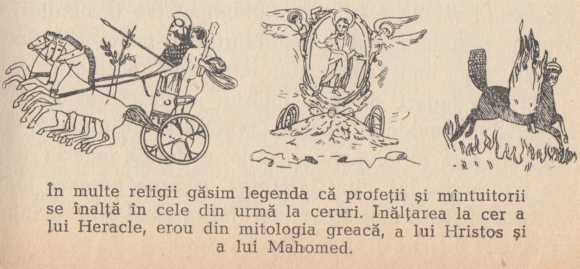 În multe religii găsim legenda că profeții și mîntuitorii
se înalță în cele din urmă la ceruri. Inălțarea la cer a
lui Heracle, erou din mitologia greacă, a lui Hristos și
a lui Mahomed.